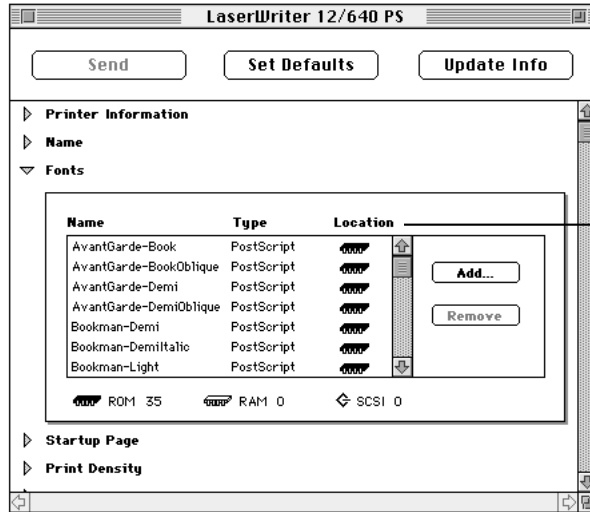 LaserWriter 12/640 PS
Send Set Defaults Update Info
Printer Information
Name
Fonts
Name Type Location
AvantGarde-Book PostScript
AvantGarde-BookOblique PostScript
Add...
AvantGarde-Demi PostScript
AvantGarde-DemiOblique PostScript
Remove
Bookman-Demi PostScript
Bookman-DemiItalic PostScript
Bookman-Light PostScript
ROM 35 RAM 0 SCSI 0
Startup Page
Print Density